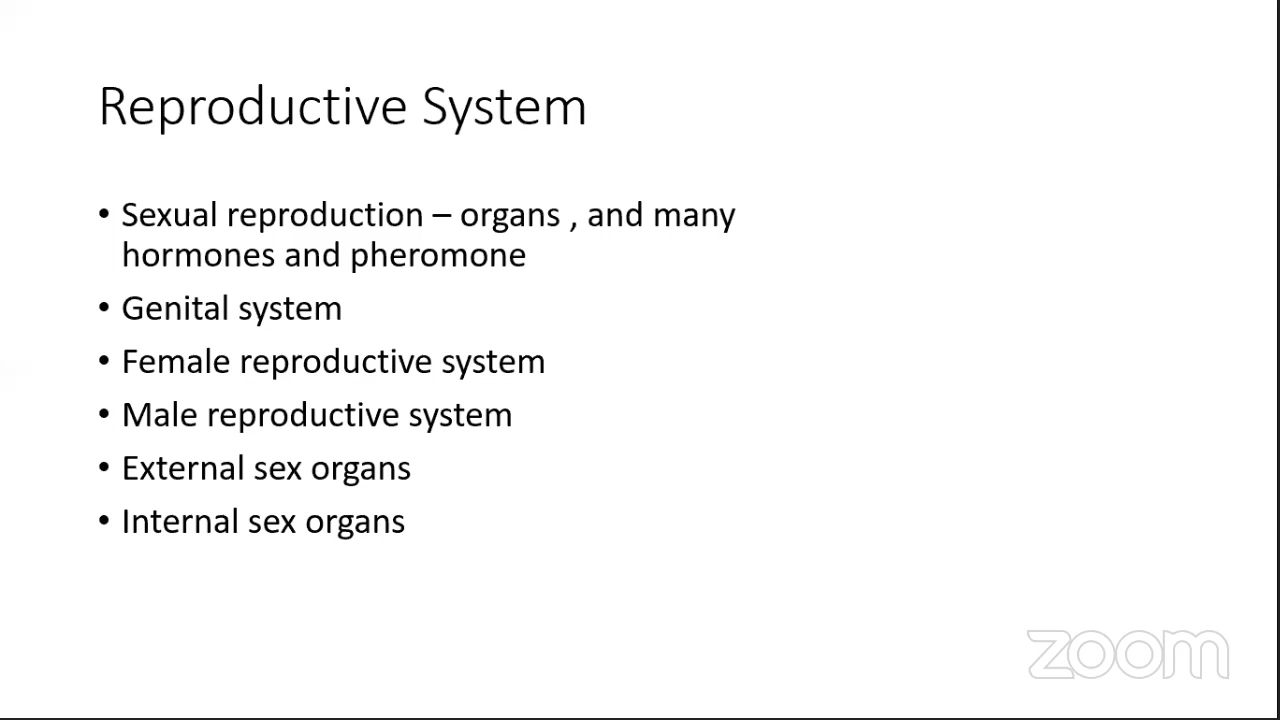 Reproductive System
• Sexual reproduction – organs , and many
hormones and pheromone
• Genital system
• Female reproductive system
• Male reproductive system
• External sex organs
• Internal sex organs
zoom